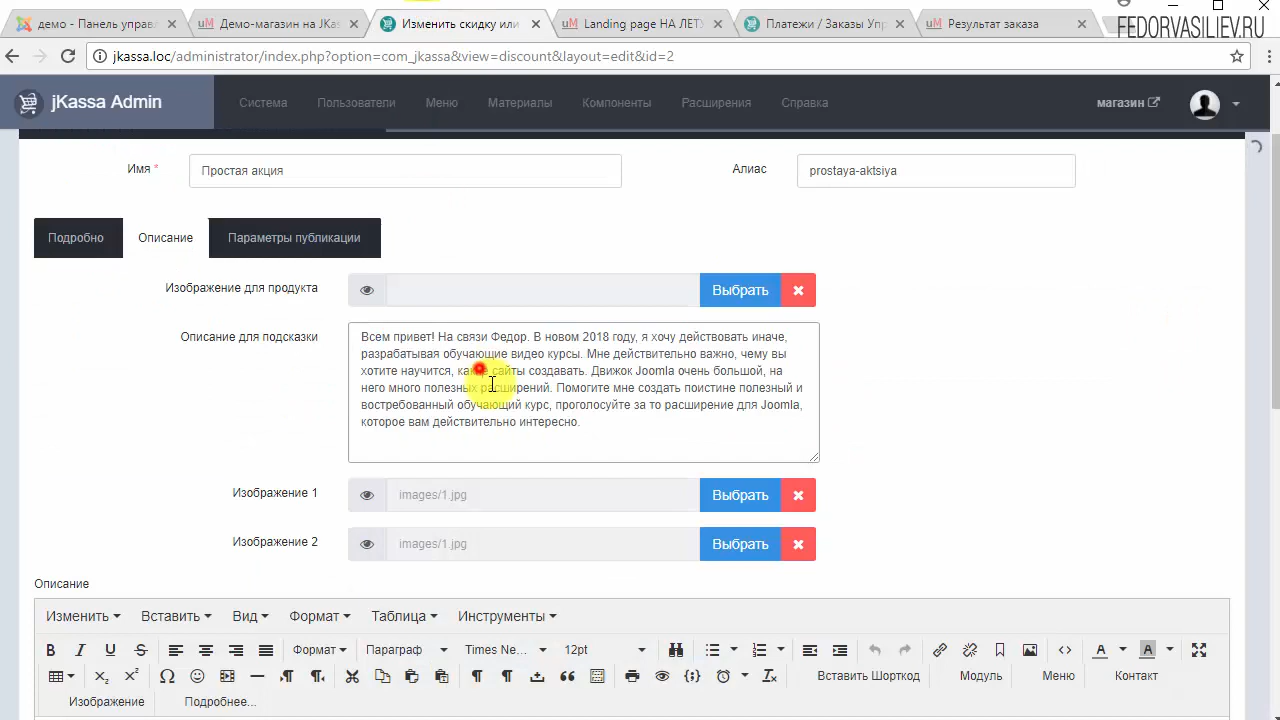 демо - Панель управ
Демо-магазин на JKas
Изменить скидку или
Landing page НА ЛЕТУ
Платежи / Заказы Упр
Результат заказа
FEDORVASILIEV.RU
jkassa.loc/administrator/index.php?option=com_jkassa&view=discount&layout=edit&id=2
jKassa Admin
Система
Пользователи
Меню
Материалы
Компоненты
Расширения
Справка
магазин
Имя *
Простая акция
Алиас
prostaya-aktsiya
Подробно
Описание
Параметры публикации
Изображение для продукта
Выбрать
Описание для подсказки
Всем привет! На связи Федор. В новом 2018 году, я хочу действовать иначе,
разрабатывая обучающие видео курсы. Мне действительно важно, чему вы
хотите научится, какие сайты создавать. Движок Joomla очень большой, на
него много полезных расширений. Помогите мне создать поистине полезный и
востребованный обучающий курс, проголосуйте за то расширение для Joomla,
которое вам действительно интересно.
Изображение 1
images/1.jpg
Выбрать
Изображение 2
images/1.jpg
Выбрать
Описание
Изменить
Вставить
Вид
Формат
Таблица
Инструменты
Формат
Параграф
Times Ne...
12pt
Вставить Шорткод
Модуль
Меню
Контакт
Изображение
Подробнее...